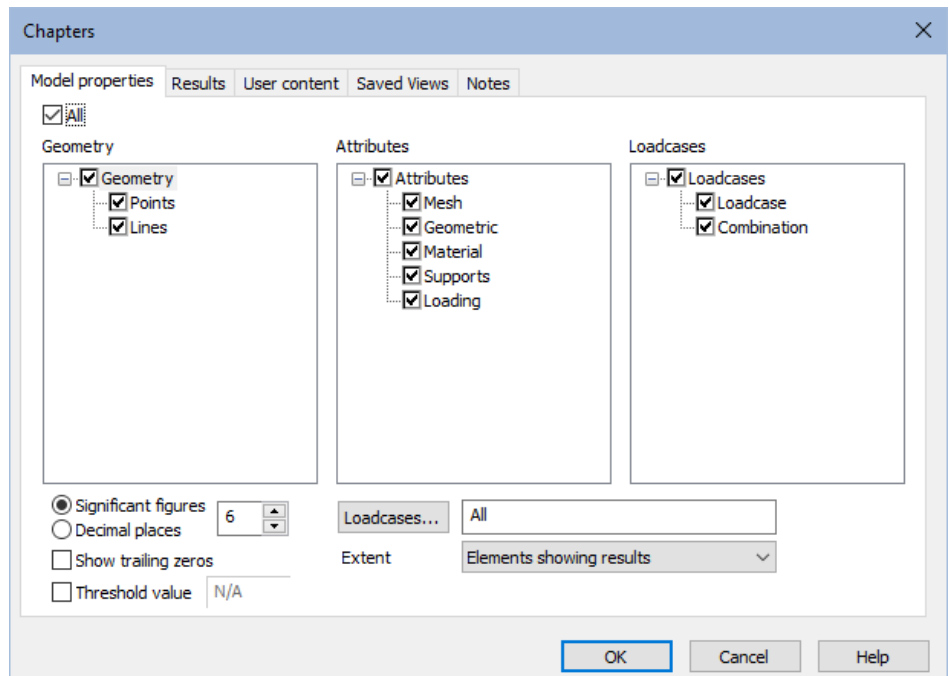 Chapters
Model properties Results User content Saved Views Notes
All
Geometry Attributes Loadcases
Geometry
Points
Lines
Attributes
Mesh
Geometric
Material
Supports
Loading
Loadcases
Loadcase
Combination
Significant figures
Decimal places
6
Show trailing zeros
Threshold value N/A
Loadcases... All
Extent Elements showing results
OK Cancel Help